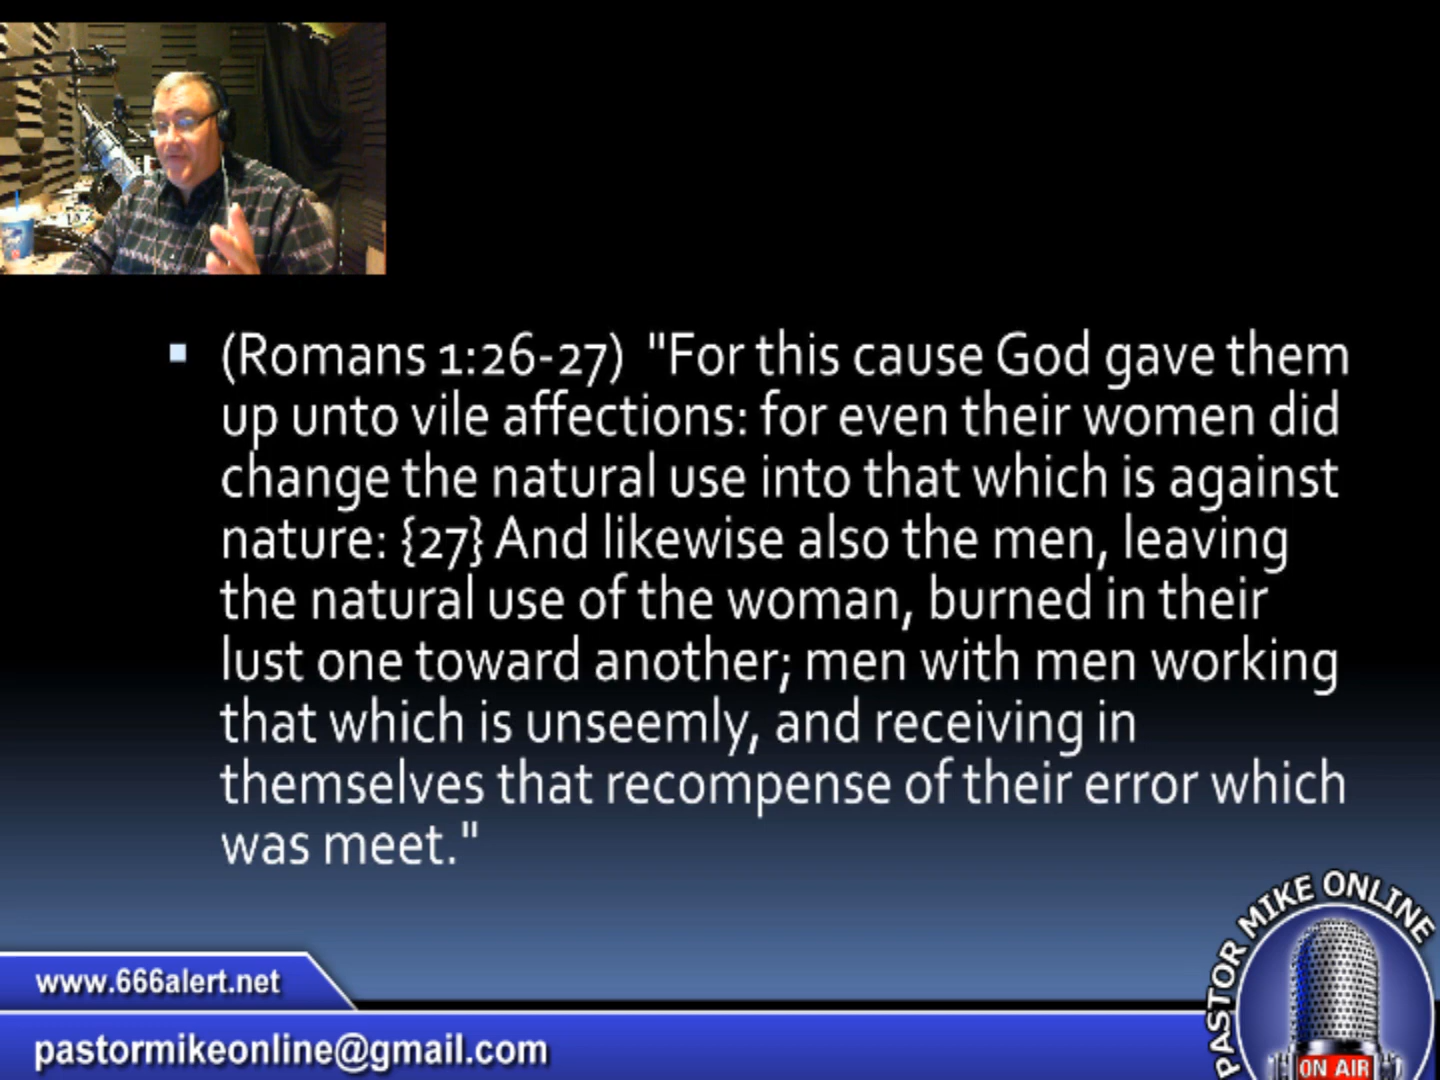 (Romans 1:26-27) "For this cause God gave them
up unto vile affections: for even their women did
change the natural use into that which is against
nature: {27} And likewise also the men, leaving
the natural use of the woman, burned in their
lust one toward another; men with men working
that which is unseemly, and receiving in
themselves that recompense of their error which
was meet."
PASTOR MIKE ONLINE
www.666alert.net
pastormikeonline@gmail.com
ON AIR